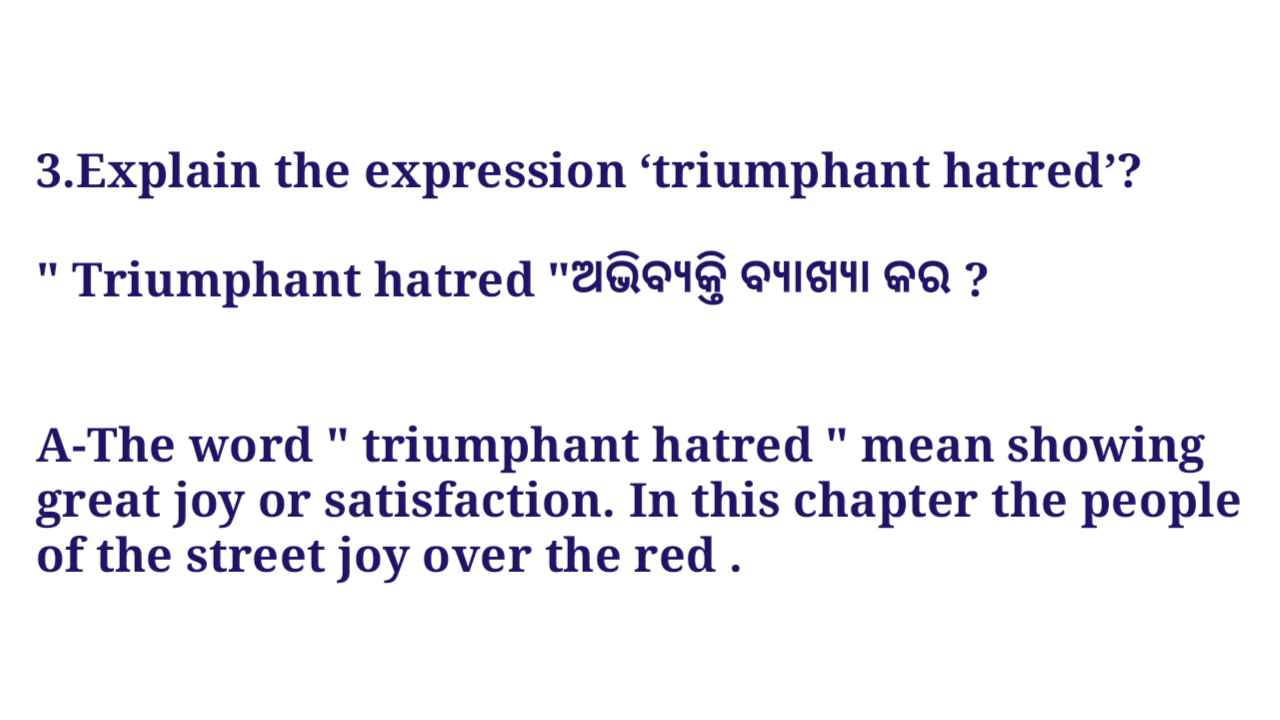 3.Explain the expression ‘triumphant hatred’?
" Triumphant hatred "ଅଭିବ୍ୟକ୍ତି ବ୍ୟାଖ୍ୟା କର ?
A-The word " triumphant hatred " mean showing
great joy or satisfaction. In this chapter the people
of the street joy over the red .